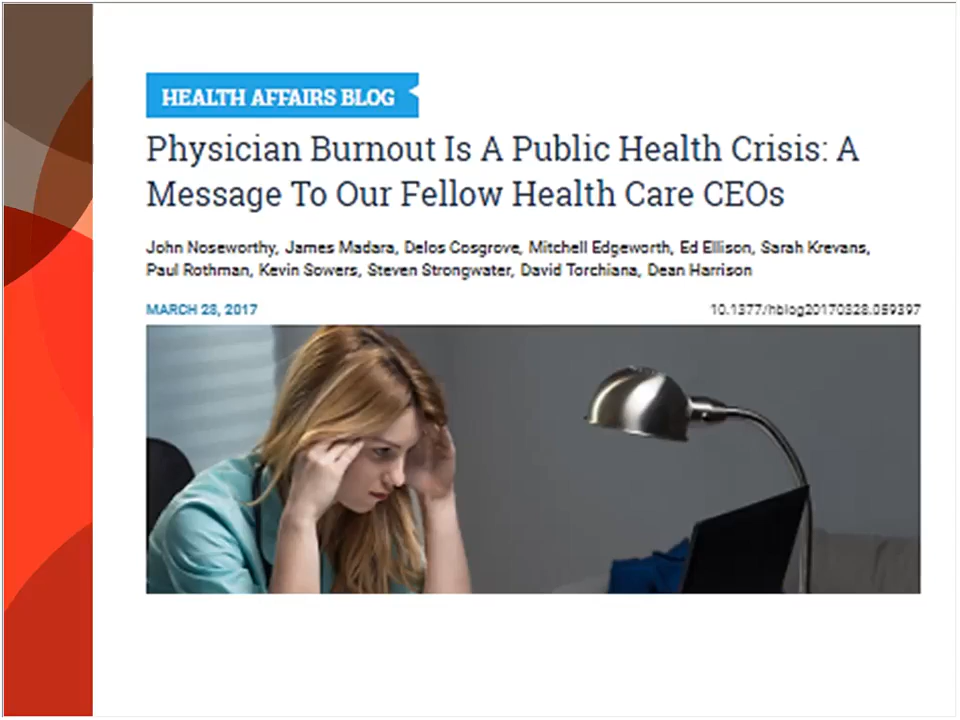 HEALTH AFFAIRS BLOG
Physician Burnout Is A Public Health Crisis: A
Message To Our Fellow Health Care CEOs
John Noseworthy, James Madara, Delos Cosgrove, Mitchell Edgeworth, Ed Ellison, Sarah Krevans,
Paul Rothman, Kevin Sowers, Steven Strongwater, David Torchiana, Dean Harrison
MARCH 28, 2017
10.1377/hblog20170328.059397